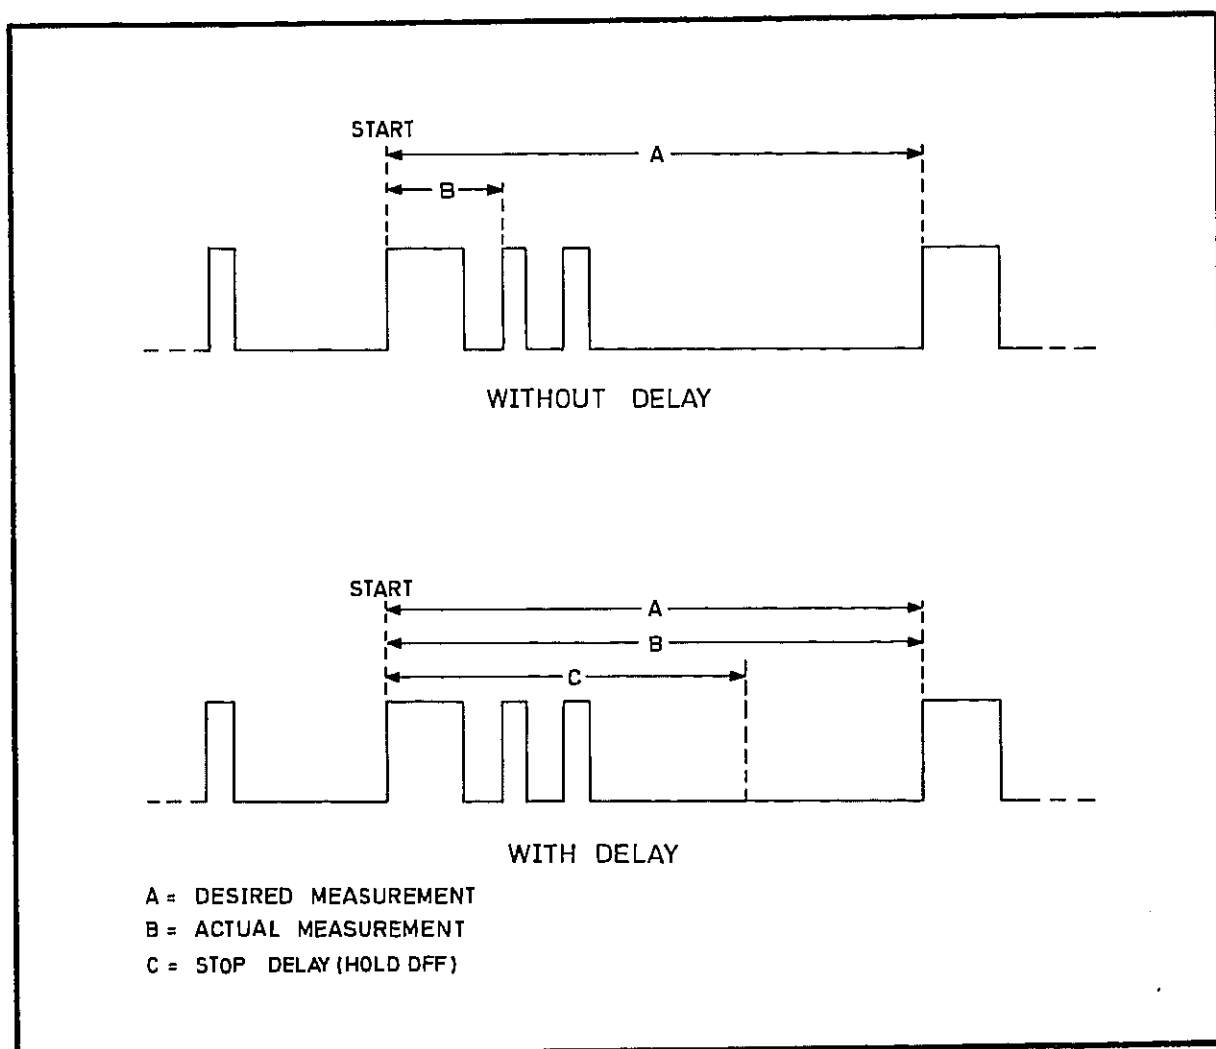 START
A
B
WITHOUT DELAY
START
A
B
C
WITH DELAY
A = DESIRED MEASUREMENT
B = ACTUAL MEASUREMENT
C = STOP DELAY (HOLD OFF)